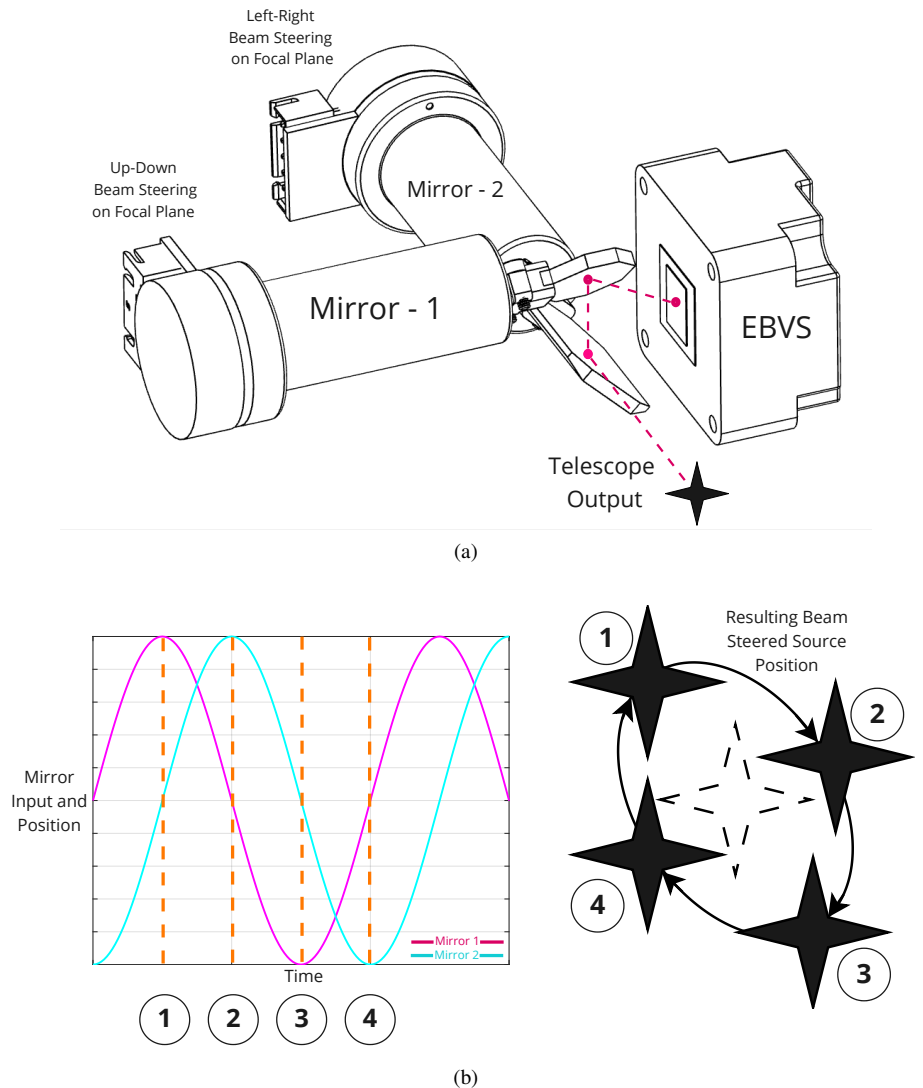 Left-Right
Beam Steering
on Focal Plane
Up-Down
Beam Steering
on Focal Plane
Mirror - 2
Mirror - 1
EBVS
Telescope
Output
(a)
Mirror
Input and
Position
Mirror 1
Mirror 2
Time
1
2
3
4
Resulting Beam
Steered Source
Position
1
2
3
4
(b)